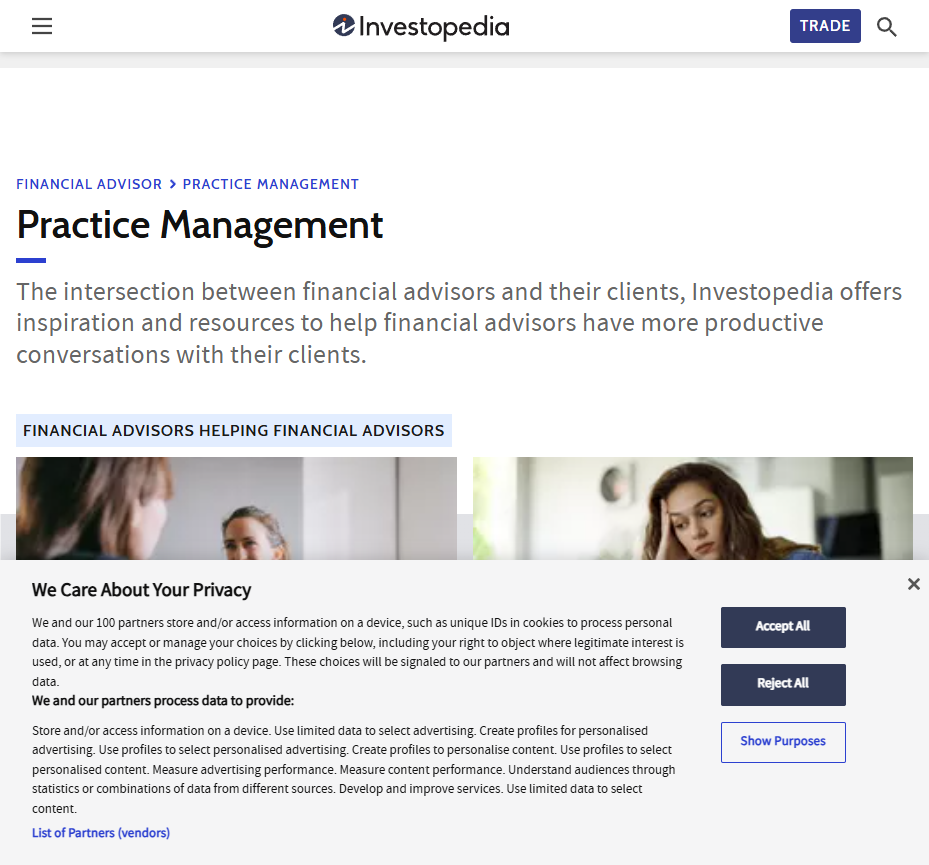 Investopedia
TRADE
FINANCIAL ADVISOR > PRACTICE MANAGEMENT
Practice Management
The intersection between financial advisors and their clients, Investopedia offers
inspiration and resources to help financial advisors have more productive
conversations with their clients.
FINANCIAL ADVISORS HELPING FINANCIAL ADVISORS
We Care About Your Privacy
We and our 100 partners store and/or access information on a device, such as unique IDs in cookies to process personal
data. You may accept or manage your choices by clicking below, including your right to object where legitimate interest is
used, or at any time in the privacy policy page. These choices will be signaled to our partners and will not affect browsing
data.
We and our partners process data to provide:
Store and/or access information on a device. Use limited data to select advertising. Create profiles for personalised
advertising. Use profiles to select personalised advertising. Create profiles to personalise content. Use profiles to select
personalised content. Measure advertising performance. Measure content performance. Understand audiences through
statistics or combinations of data from different sources. Develop and improve services. Use limited data to select
content.
List of Partners (vendors)
Accept All
Reject All
Show Purposes